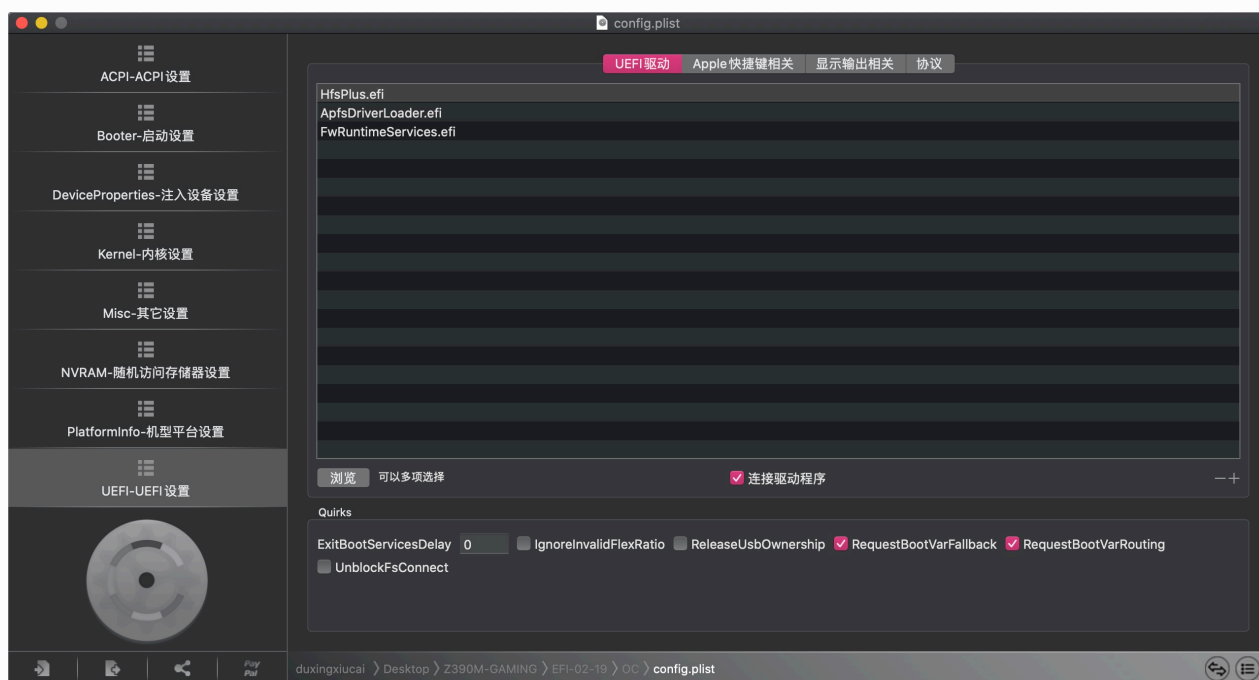 config.plist
ACPI-ACPI设置
Booter-启动设置
DeviceProperties-注入设备设置
Kernel-内核设置
Misc-其它设置
NVRAM-随机访问存储器设置
PlatformInfo-机型平台设置
UEFI-UEFI设置
Pay
Pal
UEFI驱动 Apple快捷键相关 显示输出相关 协议
HfsPlus.efi
ApfsDriverLoader.efi
FwRuntimeServices.efi
浏览 可以多项选择 连接驱动程序
Quirks
ExitBootServicesDelay 0 IgnoreInvalidFlexRatio ReleaseUsbOwnership RequestBootVarFallback RequestBootVarRouting
UnblockFsConnect
duxingxiucai 〉Desktop 〉Z390M-GAMING 〉EFI-02-19 〉OC 〉config.plist